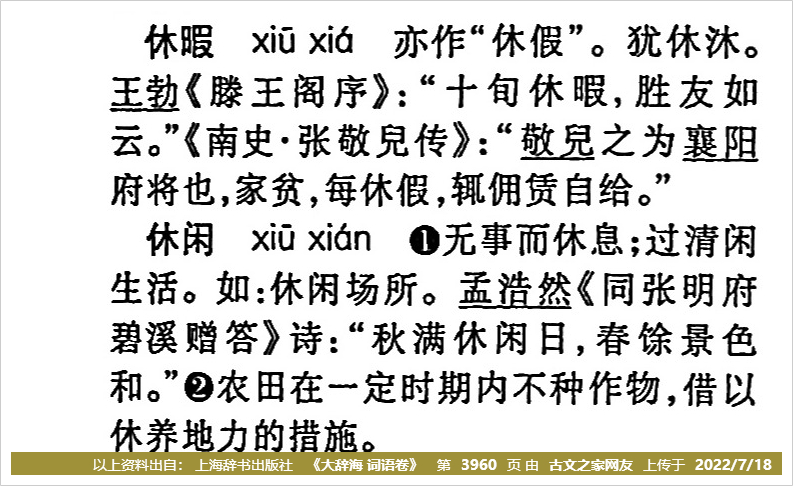 休暇 xiū xiá 亦作“休假”。犹休沐。
王勃《滕王阁序》：“十旬休暇，胜友如
云。”《南史·张敬兒传》：“敬兒之为襄阳
府将也，家贫，每休假，辄佣赁自给。”
休闲 xiū xián ❶无事而休息；过清闲
生活。如：休闲场所。孟浩然《同张明府
碧溪赠答》诗：“秋满休闲日，春馀景色
和。”❷农田在一定时期内不种作物，借以
休养地力的措施。
以上资料出自： 上海辞书出版社 《大辞海 词语卷》 第 3960 页 由 古文之家网友 上传于 2022/7/18